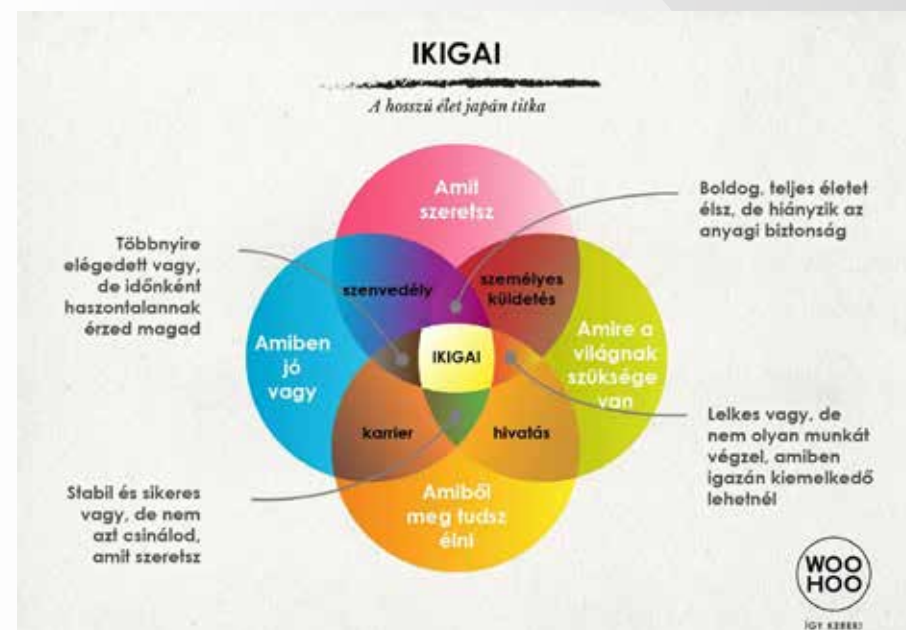 IKIGAI
A hosszú élet japán titka
Amit
szeretsz
Boldog, teljes életet
élsz, de hiányzik az
anyagi biztonság
Többnyire
elégedett vagy,
de időnként
haszontalannak
érzed magad
szenvedély
személyes
küldetés
Amiben
jó
vagy
IKIGAI
Amire a
világnak
szüksége
van
karrier
hivatás
Lelkes vagy, de
nem olyan munkát
végzel, amiben
igazán kiemelkedő
lehetnél
Stabil és sikeres
vagy, de nem
azt csinálod,
amit szeretsz
Amiből
meg tudsz
élni
WOO
HOO
ÍGY KEREK!